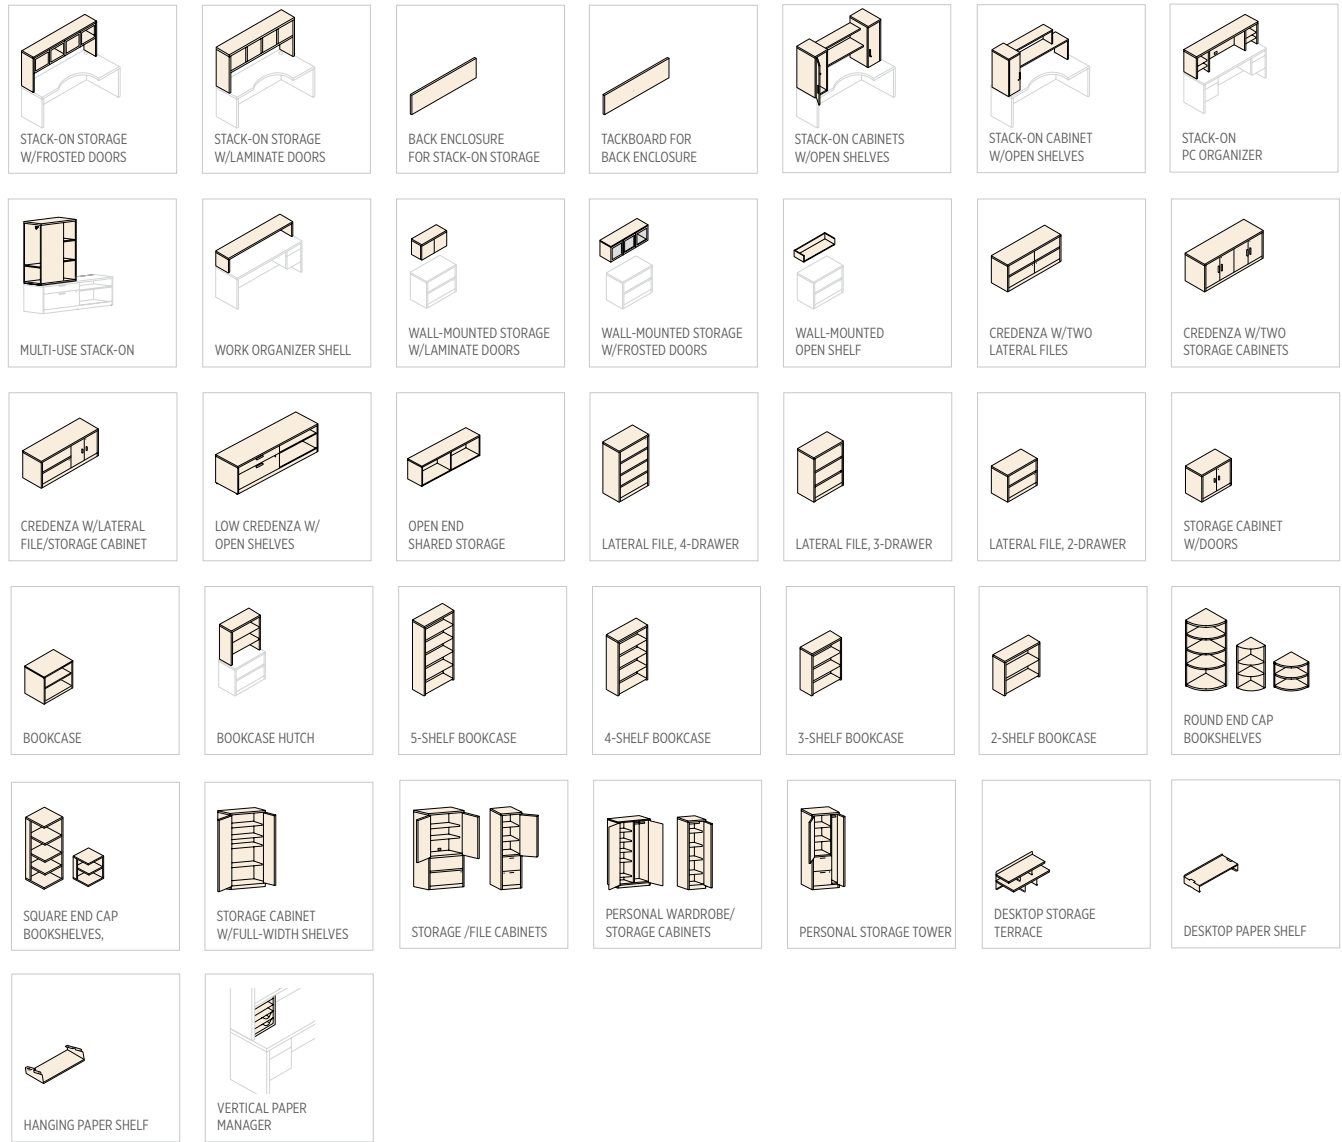 STACK-ON STORAGE
W/FROSTED DOORS
STACK-ON STORAGE
W/LAMINATE DOORS
BACK ENCLOSURE
FOR STACK-ON STORAGE
TACKBOARD FOR
BACK ENCLOSURE
STACK-ON CABINETS
W/OPEN SHELVES
STACK-ON CABINET
W/OPEN SHELVES
STACK-ON
PC ORGANIZER
MULTI-USE STACK-ON
WORK ORGANIZER SHELL
WALL-MOUNTED STORAGE
W/LAMINATE DOORS
WALL-MOUNTED STORAGE
W/FROSTED DOORS
WALL-MOUNTED
OPEN SHELF
CREDENZA W/TWO
LATERAL FILES
CREDENZA W/TWO
STORAGE CABINETS
CREDENZA W/LATERAL
FILE/STORAGE CABINET
LOW CREDENZA W/
OPEN SHELVES
OPEN END
SHARED STORAGE
LATERAL FILE, 4-DRAWER
LATERAL FILE, 3-DRAWER
LATERAL FILE, 2-DRAWER
STORAGE CABINET
W/DOORS
BOOKCASE
BOOKCASE HUTCH
5-SHELF BOOKCASE
4-SHELF BOOKCASE
3-SHELF BOOKCASE
2-SHELF BOOKCASE
ROUND END CAP
BOOKSHELVES
SQUARE END CAP
BOOKSHELVES,
STORAGE CABINET
W/FULL-WIDTH SHELVES
STORAGE /FILE CABINETS
PERSONAL WARDROBE/
STORAGE CABINETS
PERSONAL STORAGE TOWER
DESKTOP STORAGE
TERRACE
DESKTOP PAPER SHELF
HANGING PAPER SHELF
VERTICAL PAPER
MANAGER